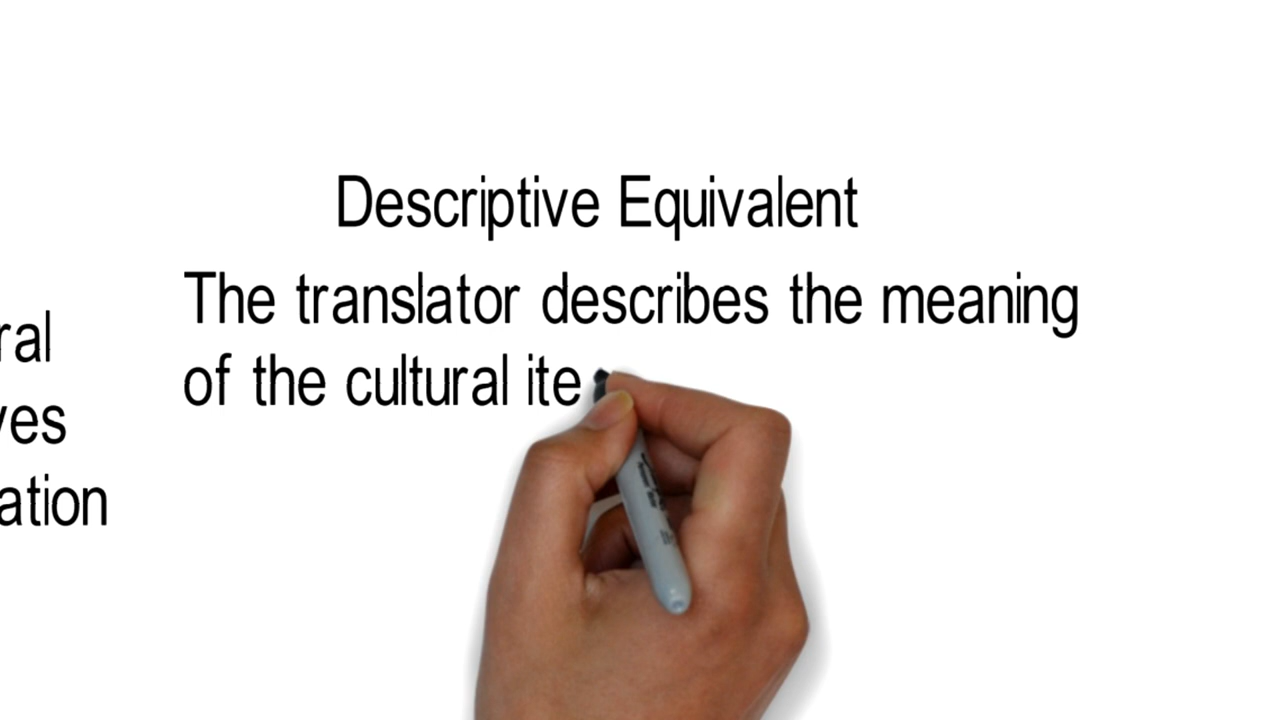 Descriptive Equivalent
The translator describes the meaning
of the cultural ite
ral
ves
ation